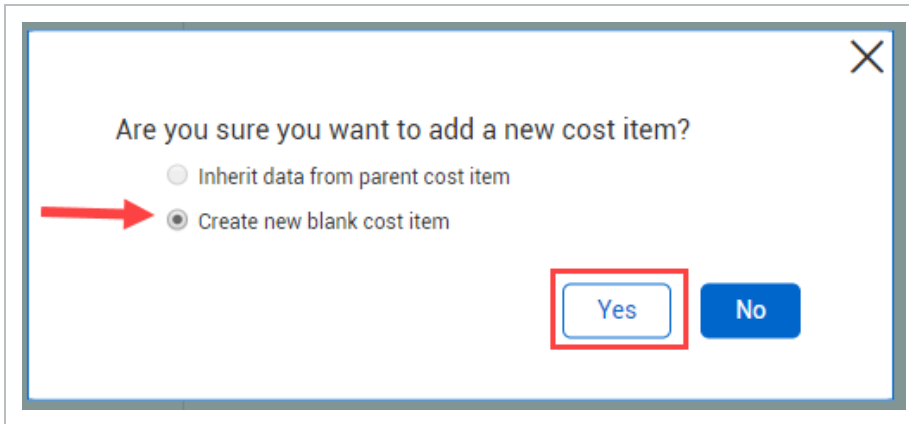 Are you sure you want to add a new cost item?
Inherit data from parent cost item
Create new blank cost item
Yes No